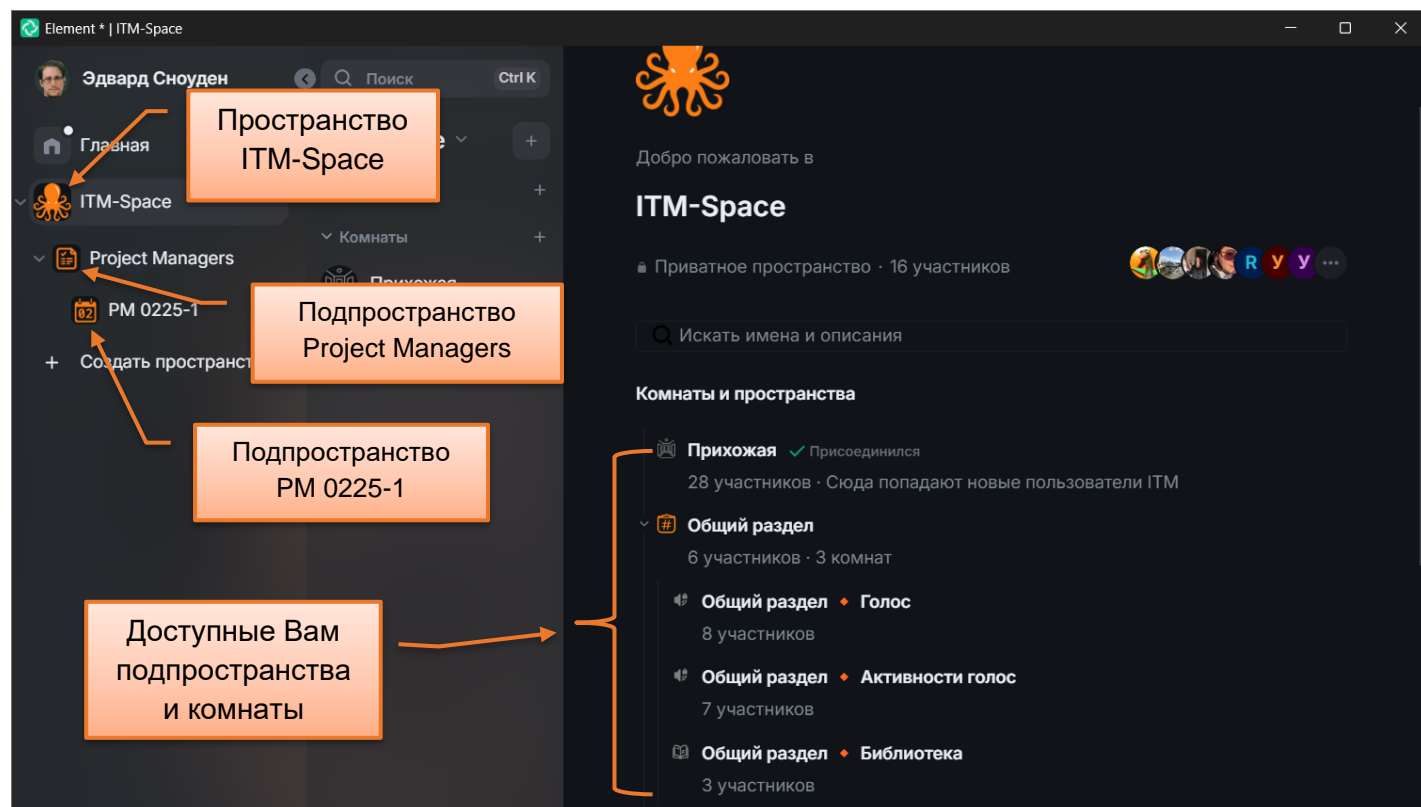 Element * | ITM-Space
Эдвард Сноуден
Поиск
Ctrl K
Пространство
ITM-Space
Главная
ITM-Space
Комнаты
Project Managers
Прихожая
Подпространство
Project Managers
PM 0225-1
+ Создать
Подпространство
PM 0225-1
Доступные Вам
подпространства
и комнаты
Добро пожаловать в
ITM-Space
Приватное пространство · 16 участников
R У У ...
Искать имена и описания
Комнаты и пространства
Прихожая ✓ Присоединился
28 участников · Сюда попадают новые пользователи ITM
# Общий раздел
6 участников · 3 комнат
Общий раздел 🔸 Голос
8 участников
Общий раздел 🔸 Активности голос
7 участников
Общий раздел 🔸 Библиотека
3 участников